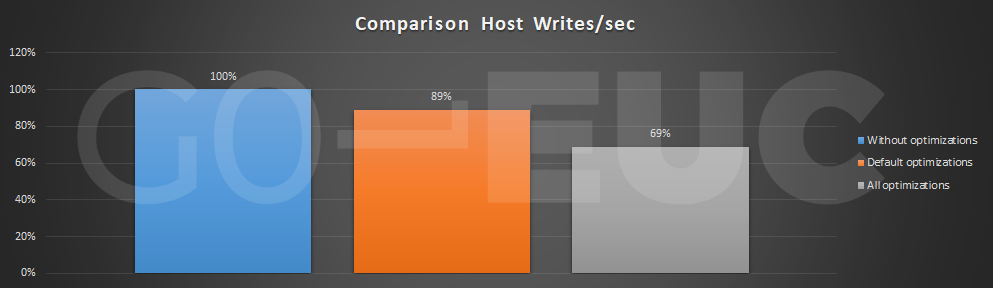 Comparison Host Writes/sec
120%
100%
80%
60%
40%
20%
0%
100%
89%
69%
Without optimizations
Default optimizations
All optimizations
GO-EUC